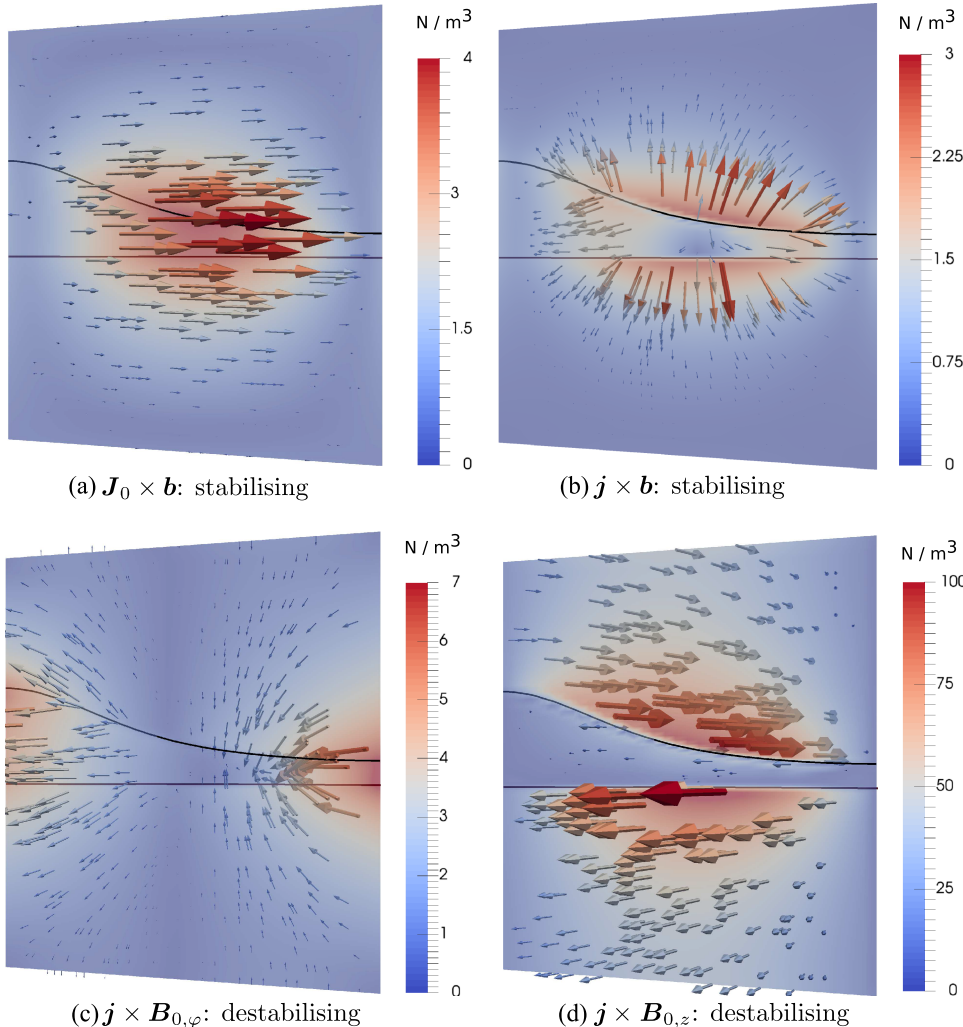 N / m³
4
3
1.5
0
(a) J₀ × b: stabilising
N / m³
3
2.25
1.5
0.75
0
(b) j × b: stabilising
N / m³
7
6
5
4
3
2
1
0
(c) j × B₀,φ: destabilising
N / m³
100
75
50
25
0
(d) j × B₀,z: destabilising